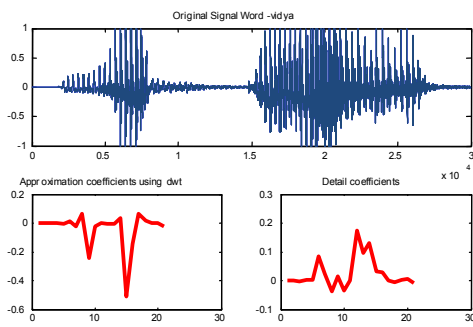 Original Signal Word -vidya
1
0.5
0
-0.5
-1
0 0.5 1 1.5 2 2.5 3
x 10 4
Approximation coefficients using dwt
0.2
0
-0.2
-0.4
-0.6
0 10 20 30
Detail coefficients
0.3
0.2
0.1
0
-0.1
0 10 20 30